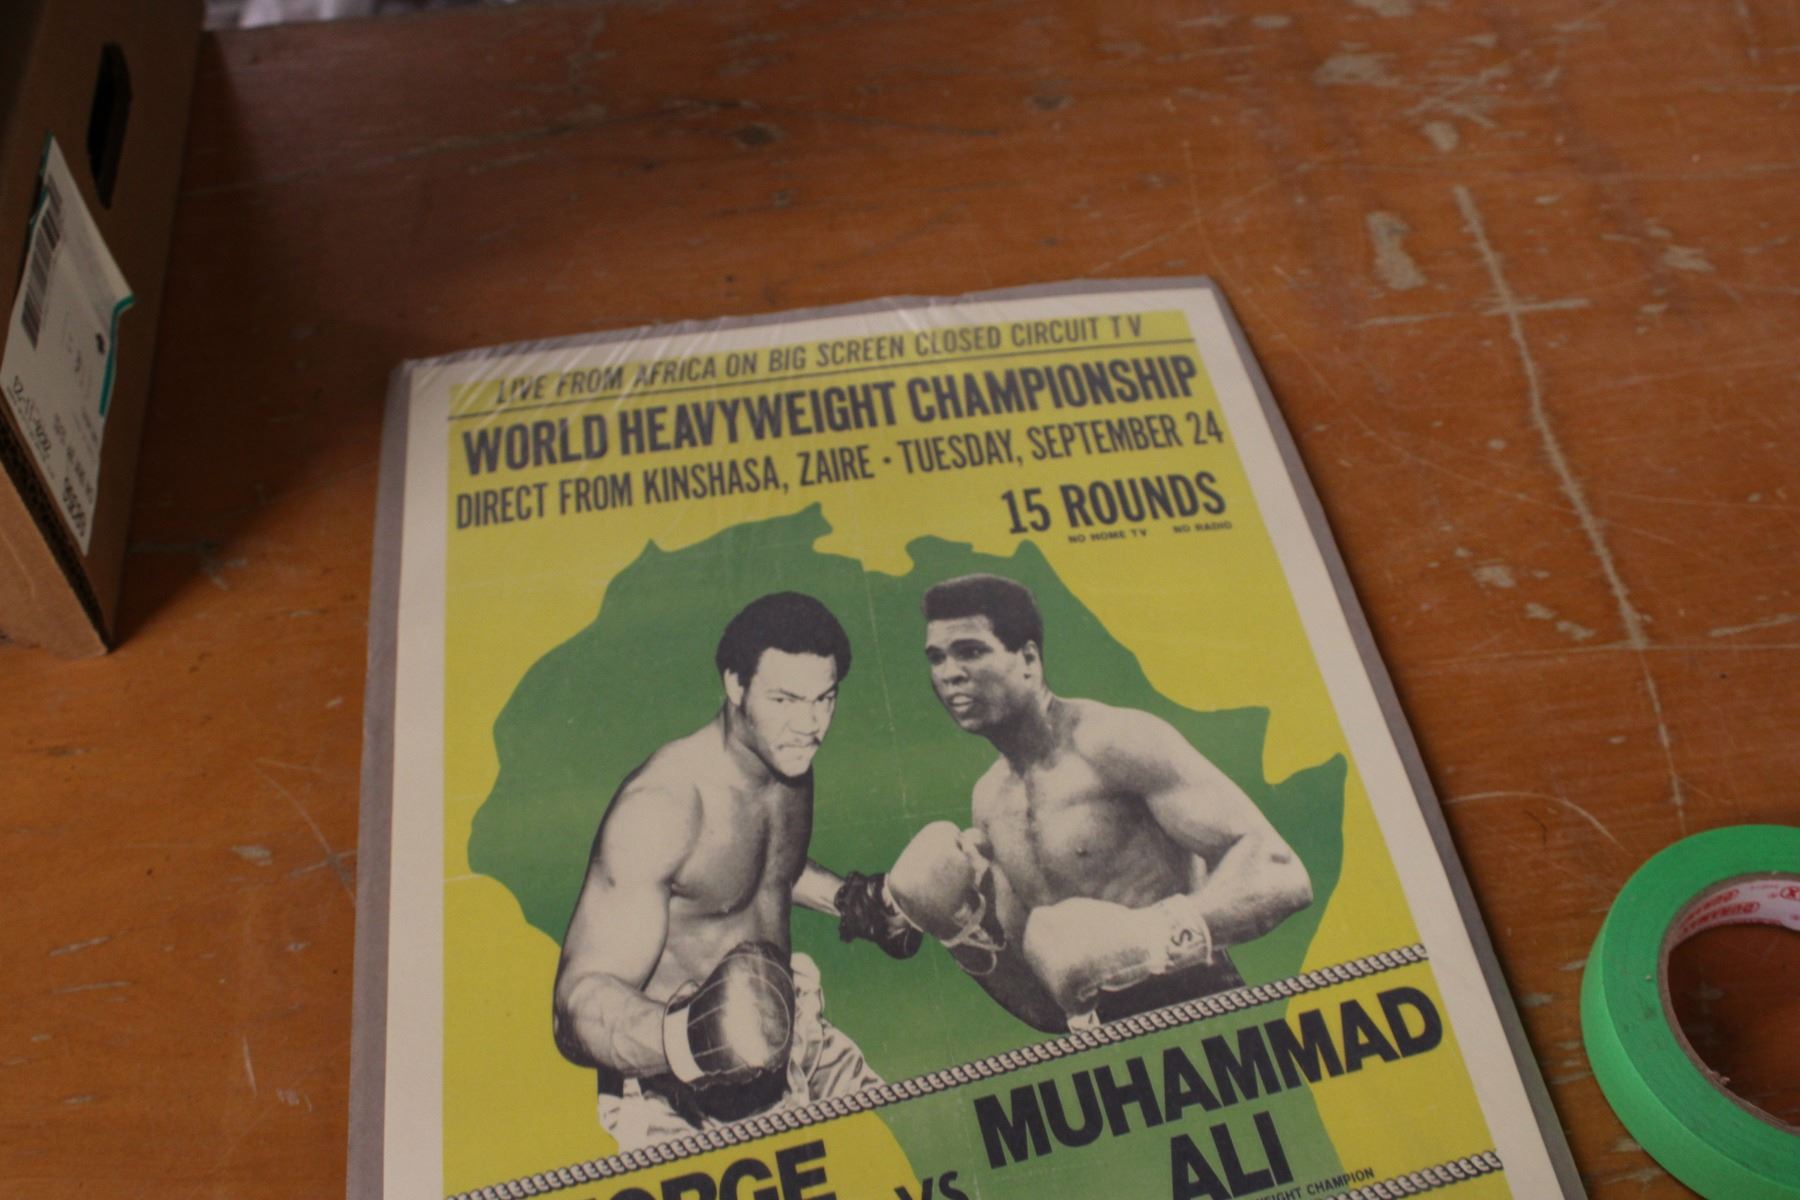 LIVE FROM AFRICA ON BIG SCREEN CLOSED CIRCUIT TV
WORLD HEAVYWEIGHT CHAMPIONSHIP
DIRECT FROM KINSHASA, ZAIRE • TUESDAY, SEPTEMBER 24
15 ROUNDS
NO HOME TV NO RADIO
MUHAMMAD
ALI
VS
CHAMPION